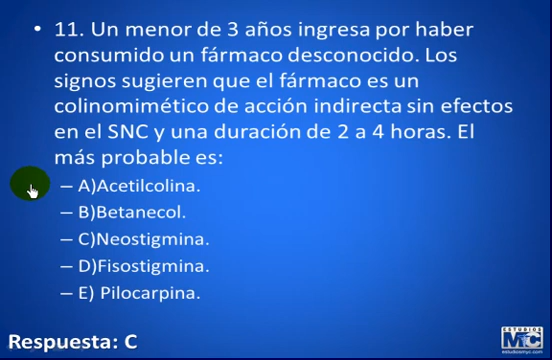 • 11. Un menor de 3 años ingresa por haber
consumido un fármaco desconocido. Los
signos sugieren que el fármaco es un
colinomimético de acción indirecta sin efectos
en el SNC y una duración de 2 a 4 horas. El
más probable es:
– A)Acetilcolina.
– B)Betanecol.
– C)Neostigmina.
– D)Fisostigmina.
– E) Pilocarpina.
Respuesta: C
ESTUDIOS
MyC
estudiosmyc.com